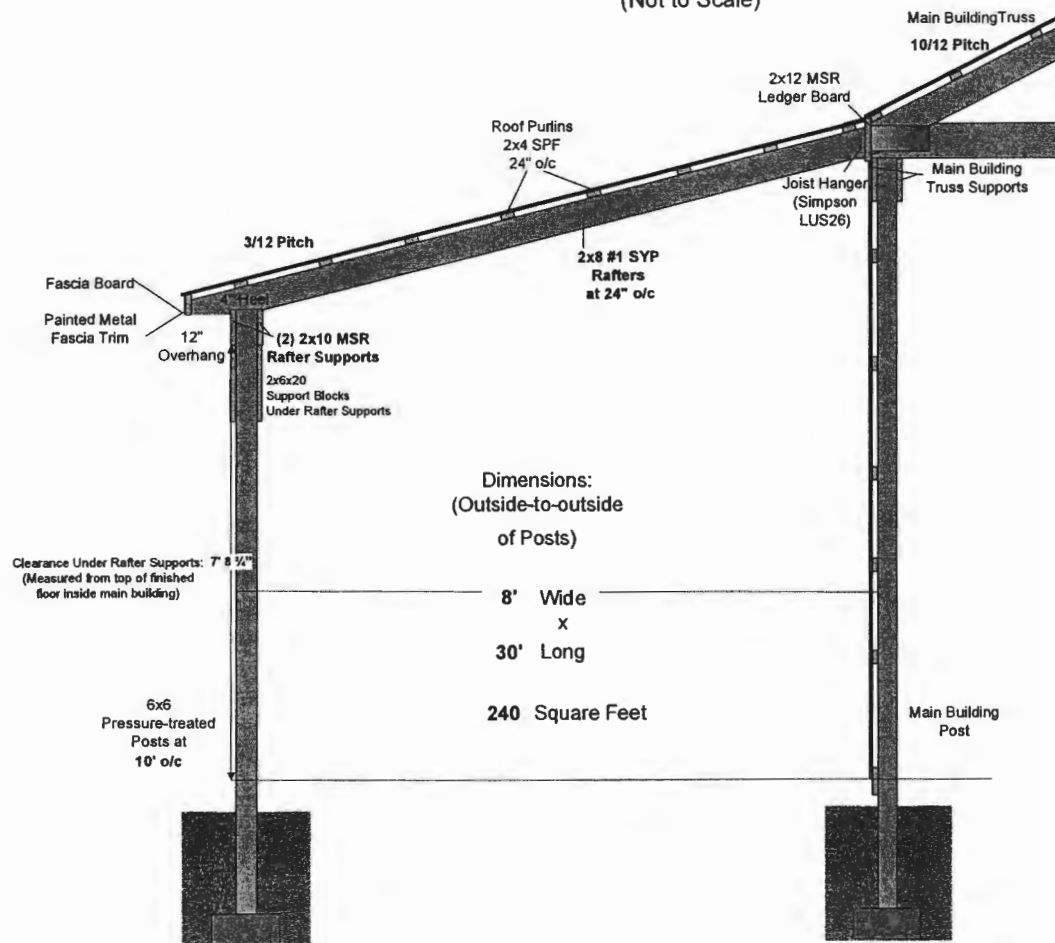 (Not to Scale)
Main BuildingTruss
10/12 Pitch
2x12 MSR
Ledger Board
Roof Purlins
2x4 SPF
24" o/c
Joist Hanger
(Simpson
LUS26)
Main Building
Truss Supports
3/12 Pitch
2x8 #1 SYP
Rafters
at 24" o/c
Fascia Board
4" Heel
Painted Metal
Fascia Trim
12"
Overhang
(2) 2x10 MSR
Rafter Supports
2x6x20
Support Blocks
Under Rafter Supports
Dimensions:
(Outside-to-outside
of Posts)
Clearance Under Rafter Supports: 7' 8 ¾"
(Measured from top of finished
floor inside main building)
8' Wide
x
30' Long
240 Square Feet
6x6
Pressure-treated
Posts at
10' o/c
Main Building
Post